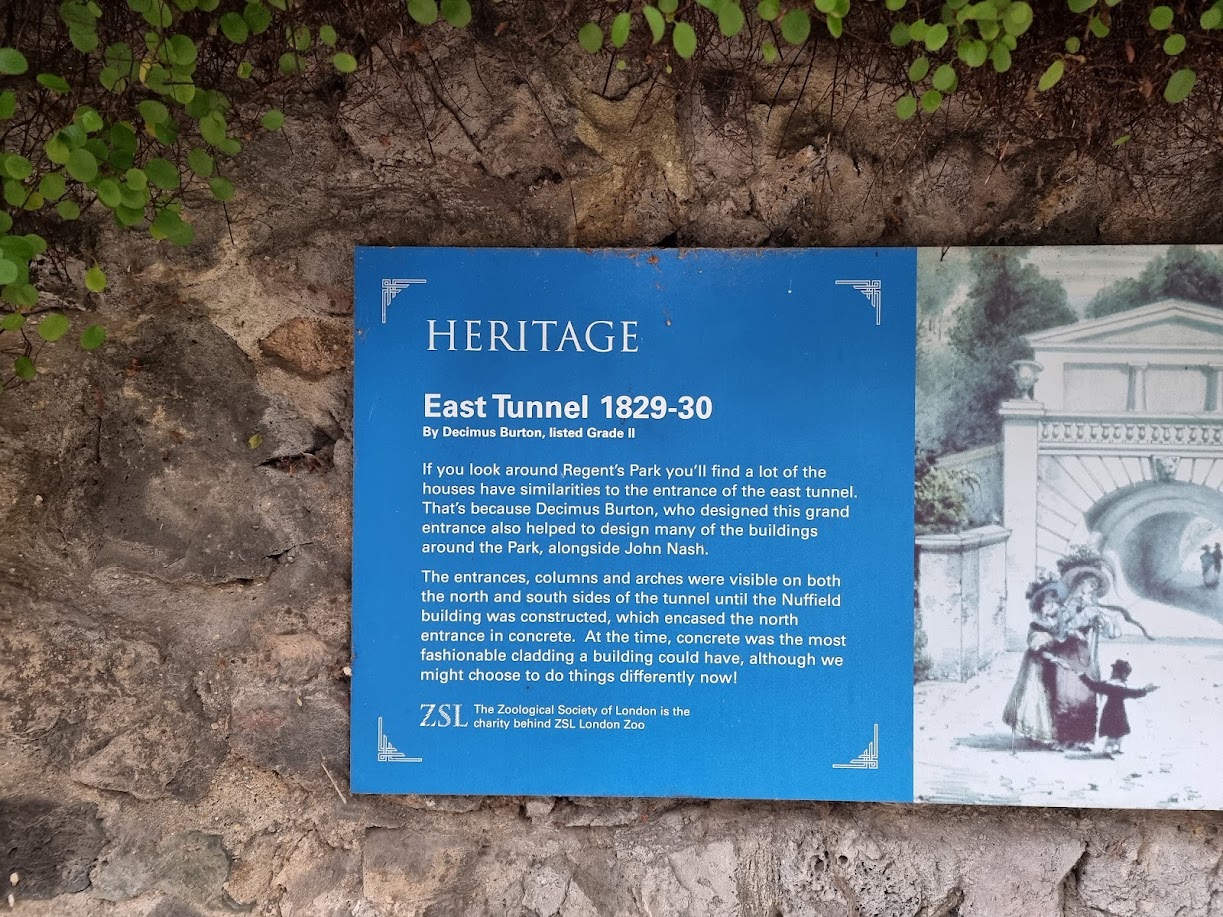 HERITAGE
East Tunnel 1829-30
By Decimus Burton, listed Grade II
If you look around Regent's Park you'll find a lot of the
houses have similarities to the entrance of the east tunnel.
That's because Decimus Burton, who designed this grand
entrance also helped to design many of the buildings
around the Park, alongside John Nash.
The entrances, columns and arches were visible on both
the north and south sides of the tunnel until the Nuffield
building was constructed, which encased the north
entrance in concrete.  At the time, concrete was the most
fashionable cladding a building could have, although we
might choose to do things differently now!
ZSL The Zoological Society of London is the
charity behind ZSL London Zoo